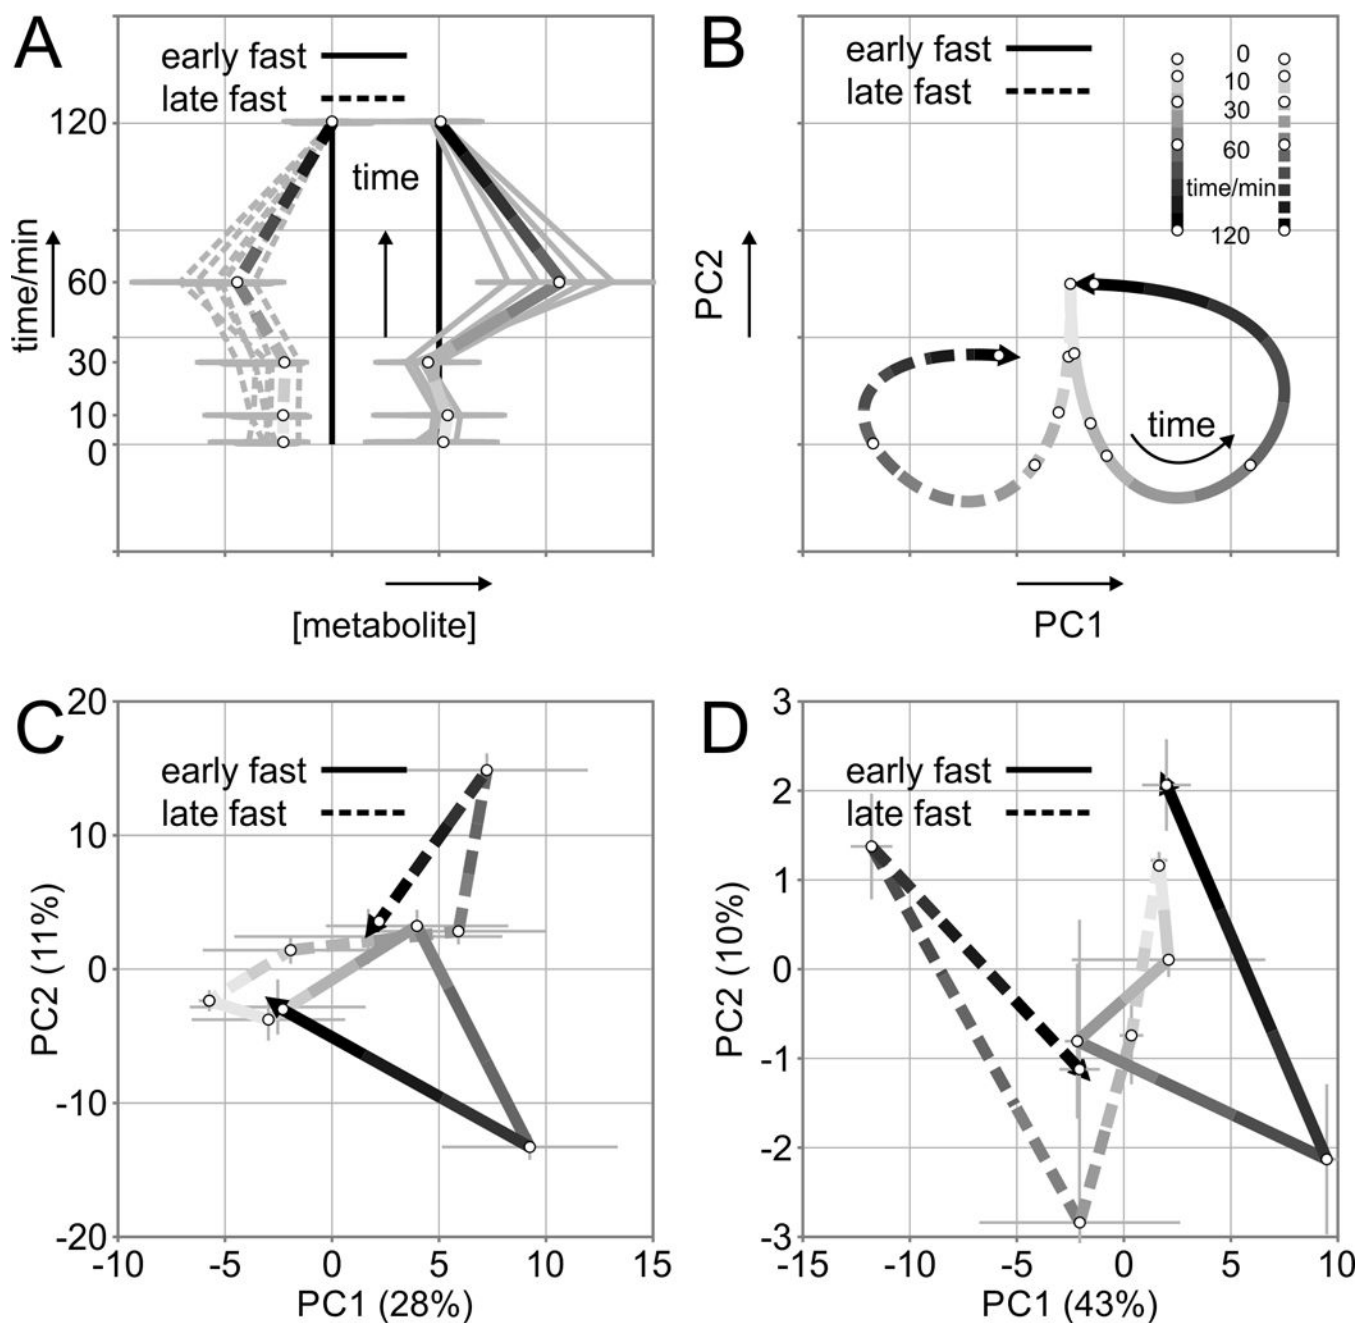 A
early fast
late fast
120
60
30
10
0
time/min
time
[metabolite]
B
early fast
late fast
0
10
30
60
time/min
120
time
PC2
PC1
C
early fast
late fast
20
10
0
-10
-20
PC2 (11%)
-10
-5
0
5
10
15
PC1 (28%)
D
early fast
late fast
3
2
1
0
-1
-2
-3
PC2 (10%)
-15
-10
-5
0
5
10
PC1 (43%)